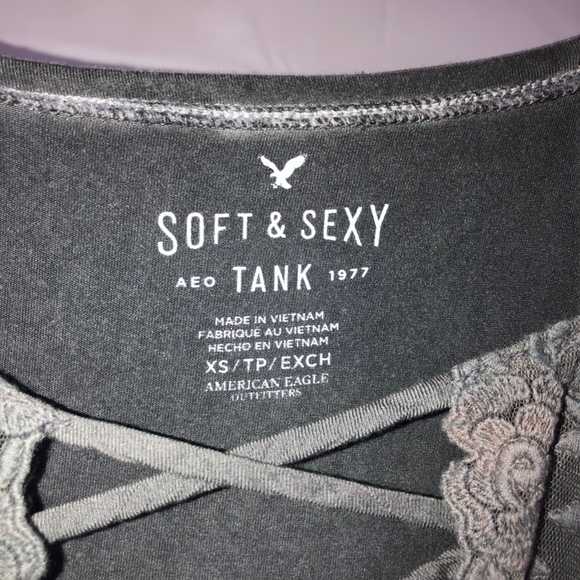 SOFT & SEXY
AEO TANK 1977
MADE IN VIETNAM
FABRIQUÉ AU VIETNAM
HECHO EN VIETNAM
XS/TP/EXCH
AMERICAN EAGLE
OUTFITTERS